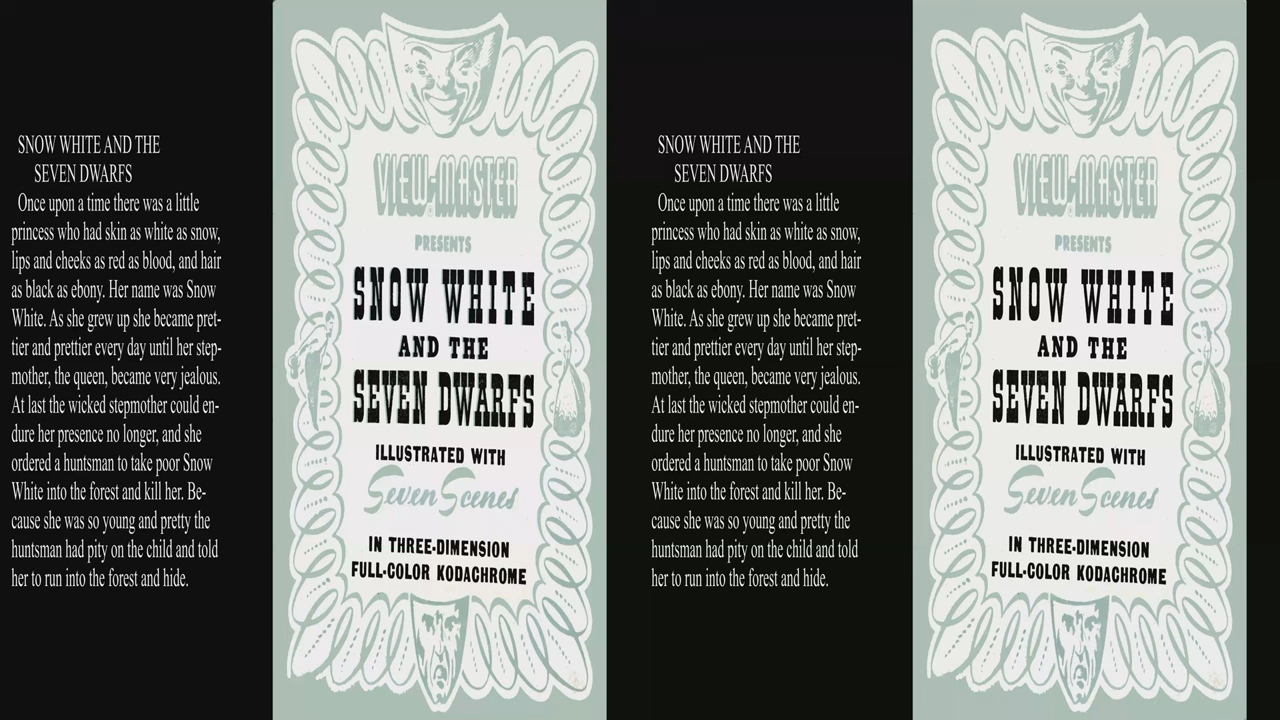 SNOW WHITE AND THE
SEVEN DWARFS
Once upon a time there was a little
princess who had skin as white as snow,
lips and cheeks as red as blood, and hair
as black as ebony. Her name was Snow
White. As she grew up she became pret-
tier and prettier every day until her step-
mother, the queen, became very jealous.
At last the wicked stepmother could en-
dure her presence no longer, and she
ordered a huntsman to take poor Snow
White into the forest and kill her. Be-
cause she was so young and pretty the
huntsman had pity on the child and told
her to run into the forest and hide.
VIEW-MASTER
PRESENTS
SNOW WHITE
AND THE
SEVEN DWARFS
ILLUSTRATED WITH
Seven Scenes
IN THREE-DIMENSION
FULL-COLOR KODACHROME
SNOW WHITE AND THE
SEVEN DWARFS
Once upon a time there was a little
princess who had skin as white as snow,
lips and cheeks as red as blood, and hair
as black as ebony. Her name was Snow
White. As she grew up she became pret-
tier and prettier every day until her step-
mother, the queen, became very jealous.
At last the wicked stepmother could en-
dure her presence no longer, and she
ordered a huntsman to take poor Snow
White into the forest and kill her. Be-
cause she was so young and pretty the
huntsman had pity on the child and told
her to run into the forest and hide.
VIEW-MASTER
PRESENTS
SNOW WHITE
AND THE
SEVEN DWARFS
ILLUSTRATED WITH
Seven Scenes
IN THREE-DIMENSION
FULL-COLOR KODACHROME